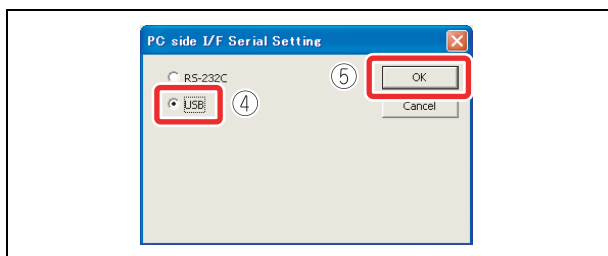 PC side I/F Serial Setting
RS-232C
⑤
OK
USB
④
Cancel